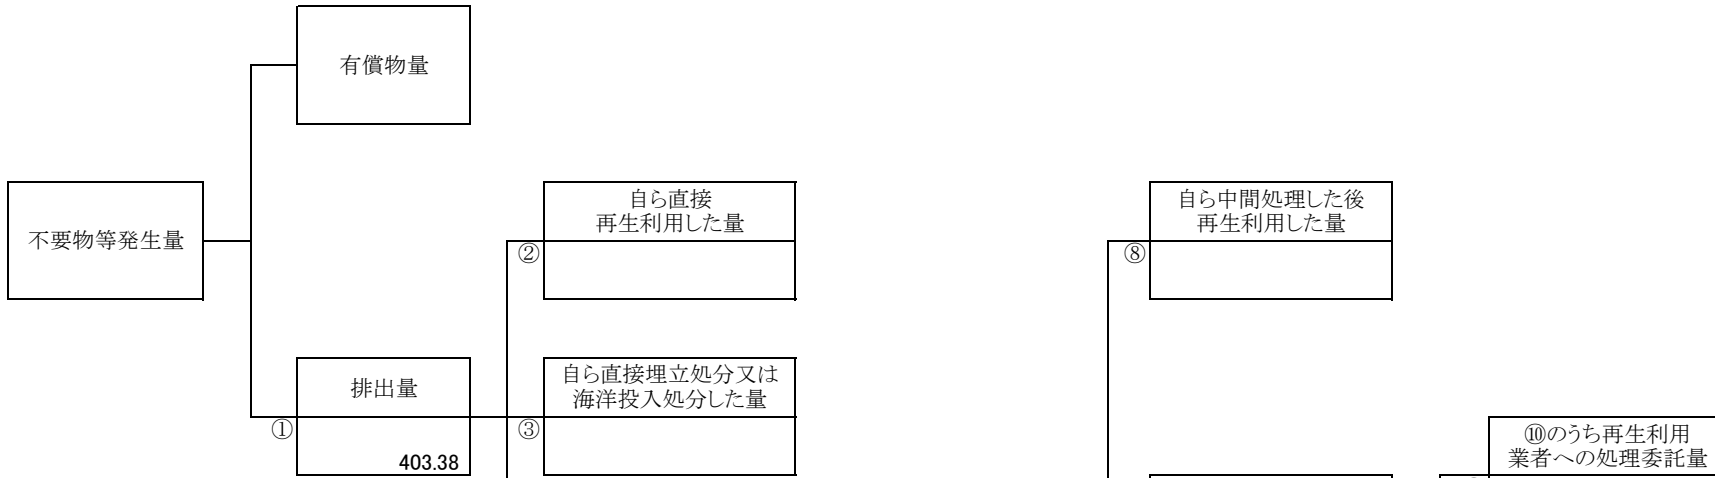 有償物量
不要物等発生量
自ら直接
再生利用した量
②
自ら中間処理した後
再生利用した量
⑧
排出量
①
403.38
自ら直接埋立処分又は
海洋投入処分した量
③
⑩のうち再生利用
業者への処理委託量